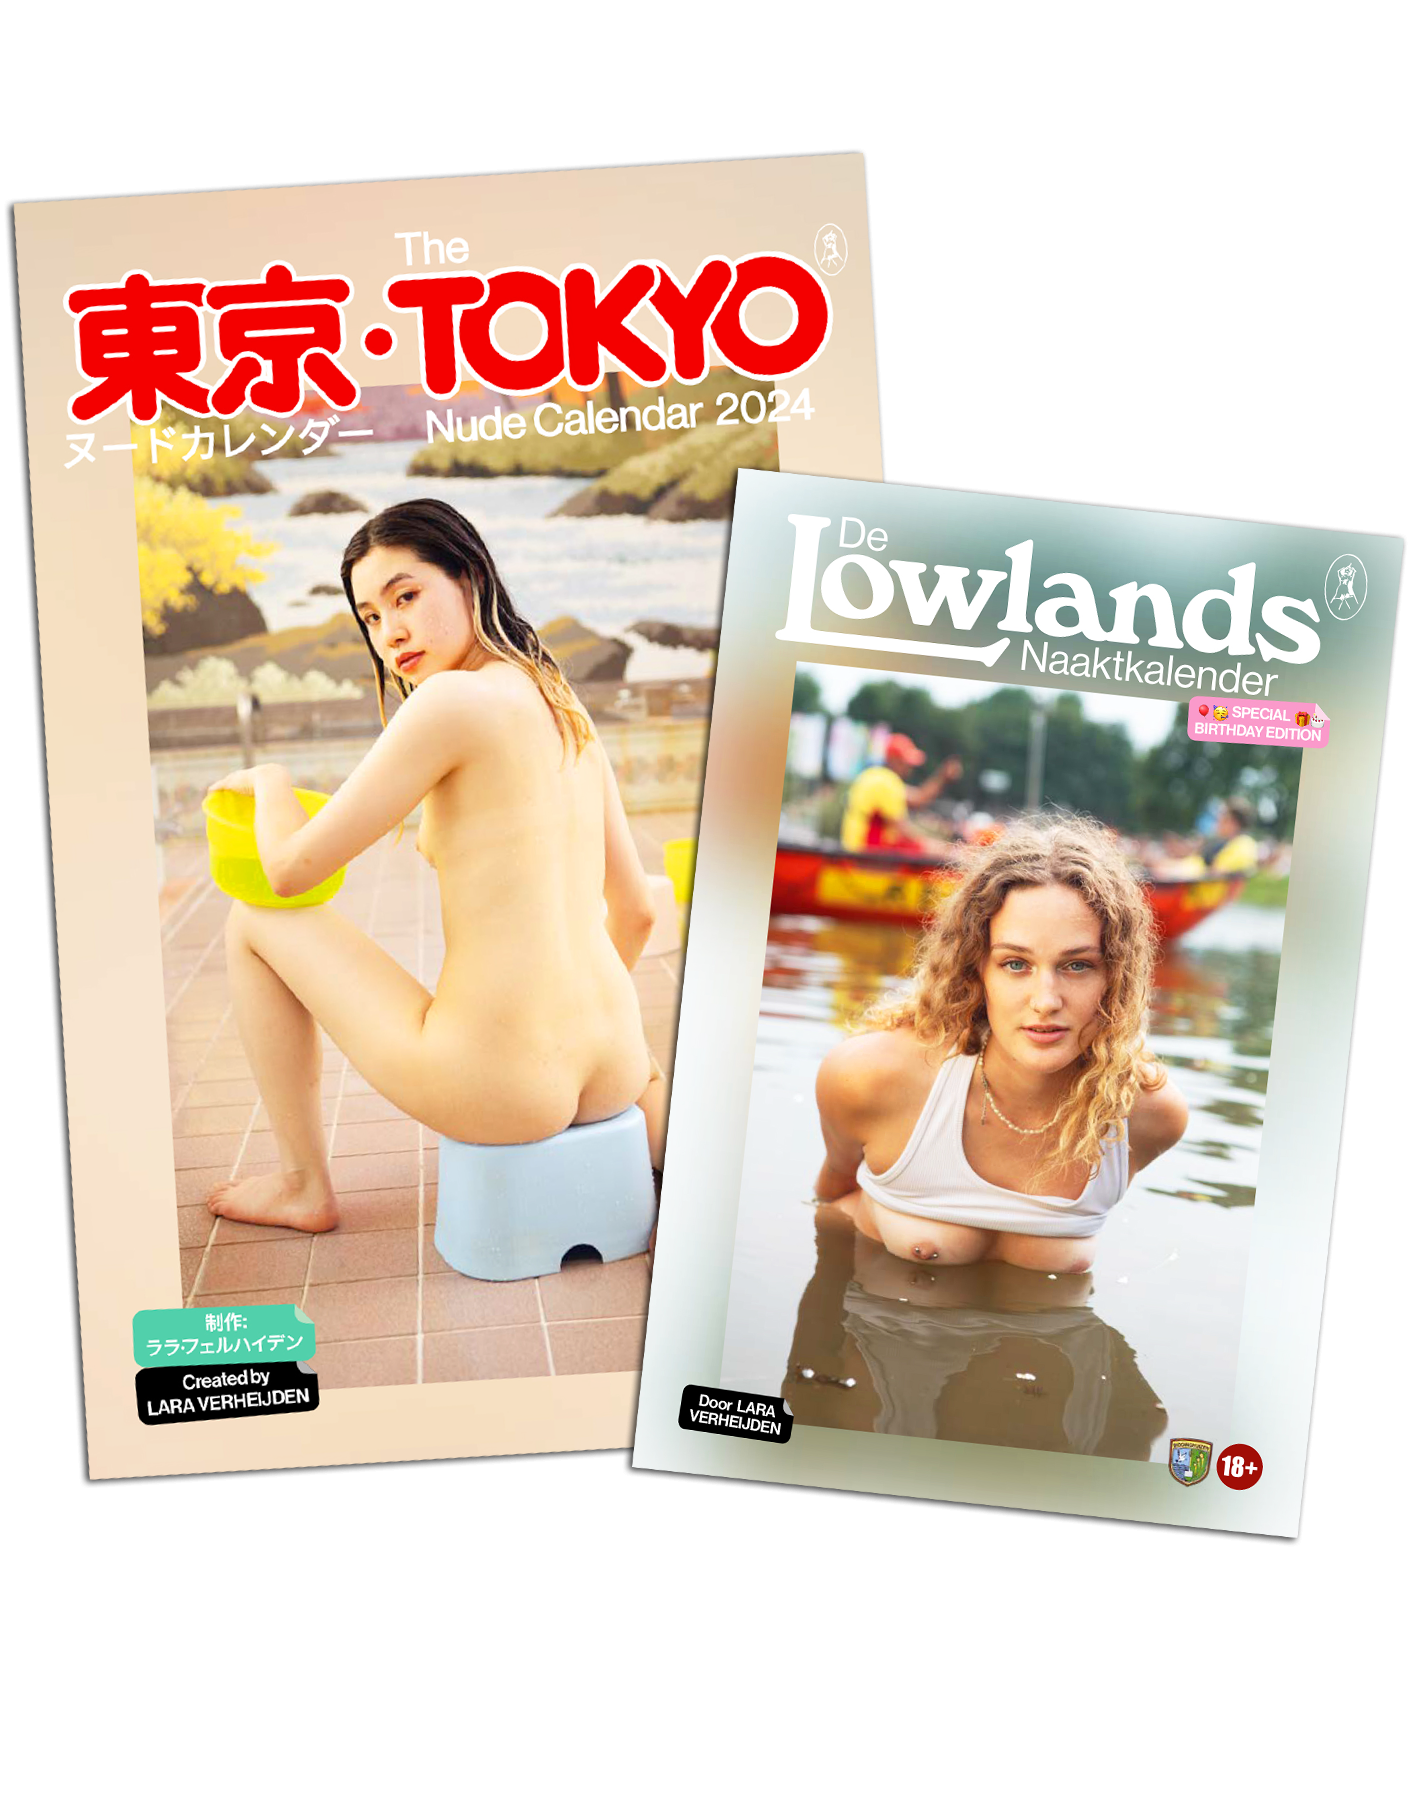 The
東京・TOKYO
ヌードカレンダー
Nude Calendar 2024
制作:
ララ・フェルハイデン
Created by
LARA VERHEIJDEN
De
Lowlands
Naaktkalender
SPECIAL
BIRTHDAY EDITION
Door LARA
VERHEIJDEN
18+